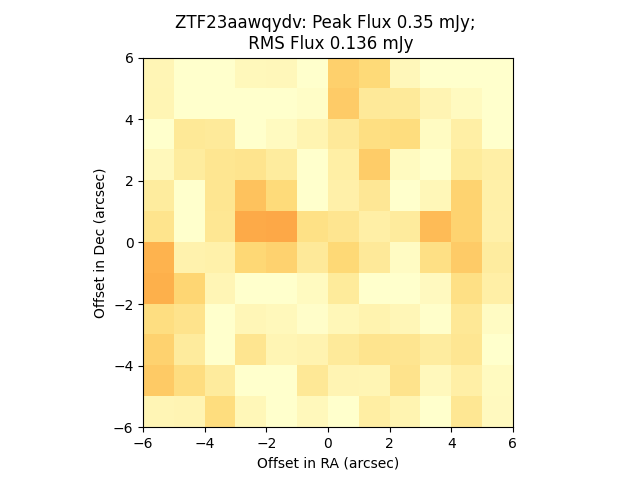 ZTF23aawqydv: Peak Flux 0.35 mJy;
RMS Flux 0.136 mJy
6
4
2
0
−2
−4
−6
Offset in Dec (arcsec)
−6 −4 −2 0 2 4 6
Offset in RA (arcsec)